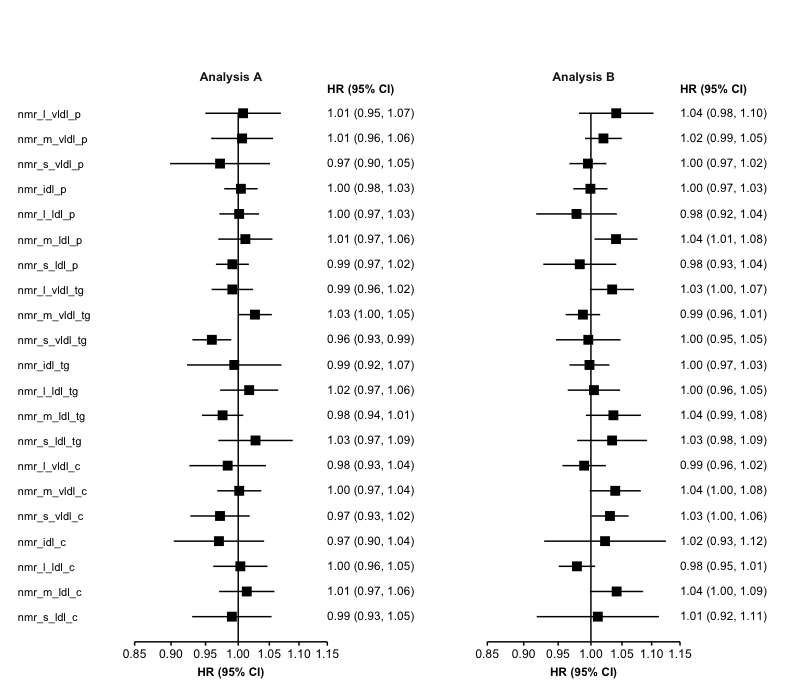 Analysis A Analysis B
HR (95% CI) HR (95% CI)
nmr_l_vldl_p 1.01 (0.95, 1.07) 1.04 (0.98, 1.10)
nmr_m_vldl_p 1.01 (0.96, 1.06) 1.02 (0.99, 1.05)
nmr_s_vldl_p 0.97 (0.90, 1.05) 1.00 (0.97, 1.02)
nmr_idl_p 1.00 (0.98, 1.03) 1.00 (0.97, 1.03)
nmr_l_ldl_p 1.00 (0.97, 1.03) 0.98 (0.92, 1.04)
nmr_m_ldl_p 1.01 (0.97, 1.06) 1.04 (1.01, 1.08)
nmr_s_ldl_p 0.99 (0.97, 1.02) 0.98 (0.93, 1.04)
nmr_l_vldl_tg 0.99 (0.96, 1.02) 1.03 (1.00, 1.07)
nmr_m_vldl_tg 1.03 (1.00, 1.05) 0.99 (0.96, 1.01)
nmr_s_vldl_tg 0.96 (0.93, 0.99) 1.00 (0.95, 1.05)
nmr_idl_tg 0.99 (0.92, 1.07) 1.00 (0.97, 1.03)
nmr_l_ldl_tg 1.02 (0.97, 1.06) 1.00 (0.96, 1.05)
nmr_m_ldl_tg 0.98 (0.94, 1.01) 1.04 (0.99, 1.08)
nmr_s_ldl_tg 1.03 (0.97, 1.09) 1.03 (0.98, 1.09)
nmr_l_vldl_c 0.98 (0.93, 1.04) 0.99 (0.96, 1.02)
nmr_m_vldl_c 1.00 (0.97, 1.04) 1.04 (1.00, 1.08)
nmr_s_vldl_c 0.97 (0.93, 1.02) 1.03 (1.00, 1.06)
nmr_idl_c 0.97 (0.90, 1.04) 1.02 (0.93, 1.12)
nmr_l_ldl_c 1.00 (0.96, 1.05) 0.98 (0.95, 1.01)
nmr_m_ldl_c 1.01 (0.97, 1.06) 1.04 (1.00, 1.09)
nmr_s_ldl_c 0.99 (0.93, 1.05) 1.01 (0.92, 1.11)
0.85 0.90 0.95 1.00 1.05 1.10 1.15 0.85 0.90 0.95 1.00 1.05 1.10 1.15
HR (95% CI) HR (95% CI)